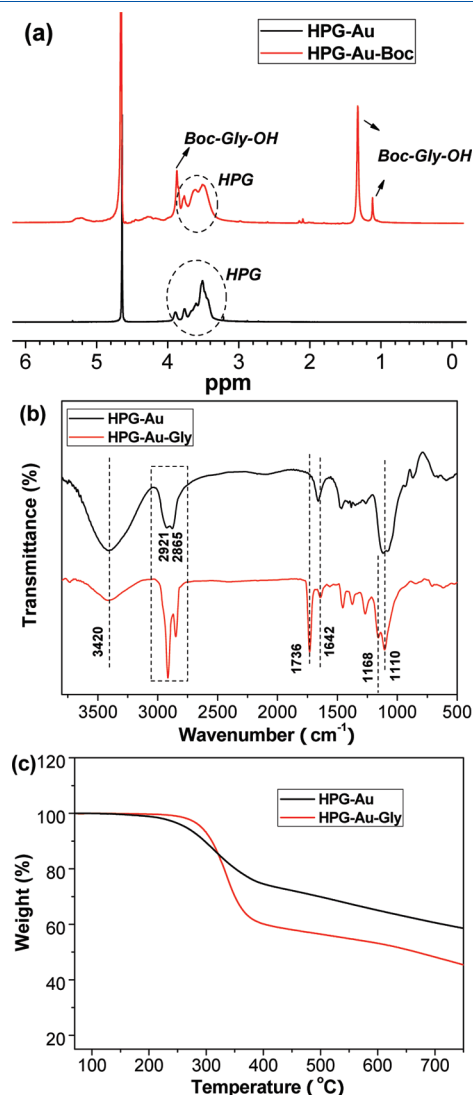 (a)
HPG-Au
HPG-Au-Boc
Boc-Gly-OH
HPG
Boc-Gly-OH
HPG
6 5 4 3 2 1 0
ppm
(b)
HPG-Au
HPG-Au-Gly
Transmittance (%)
3420
2921
2865
1736
1642
1168
1110
3500 3000 2500 2000 1500 1000 500
Wavenumber ( cm⁻¹)
(c)
120
100
80
60
40
20
HPG-Au
HPG-Au-Gly
Weight (%)
100 200 300 400 500 600 700
Temperature ( °C)